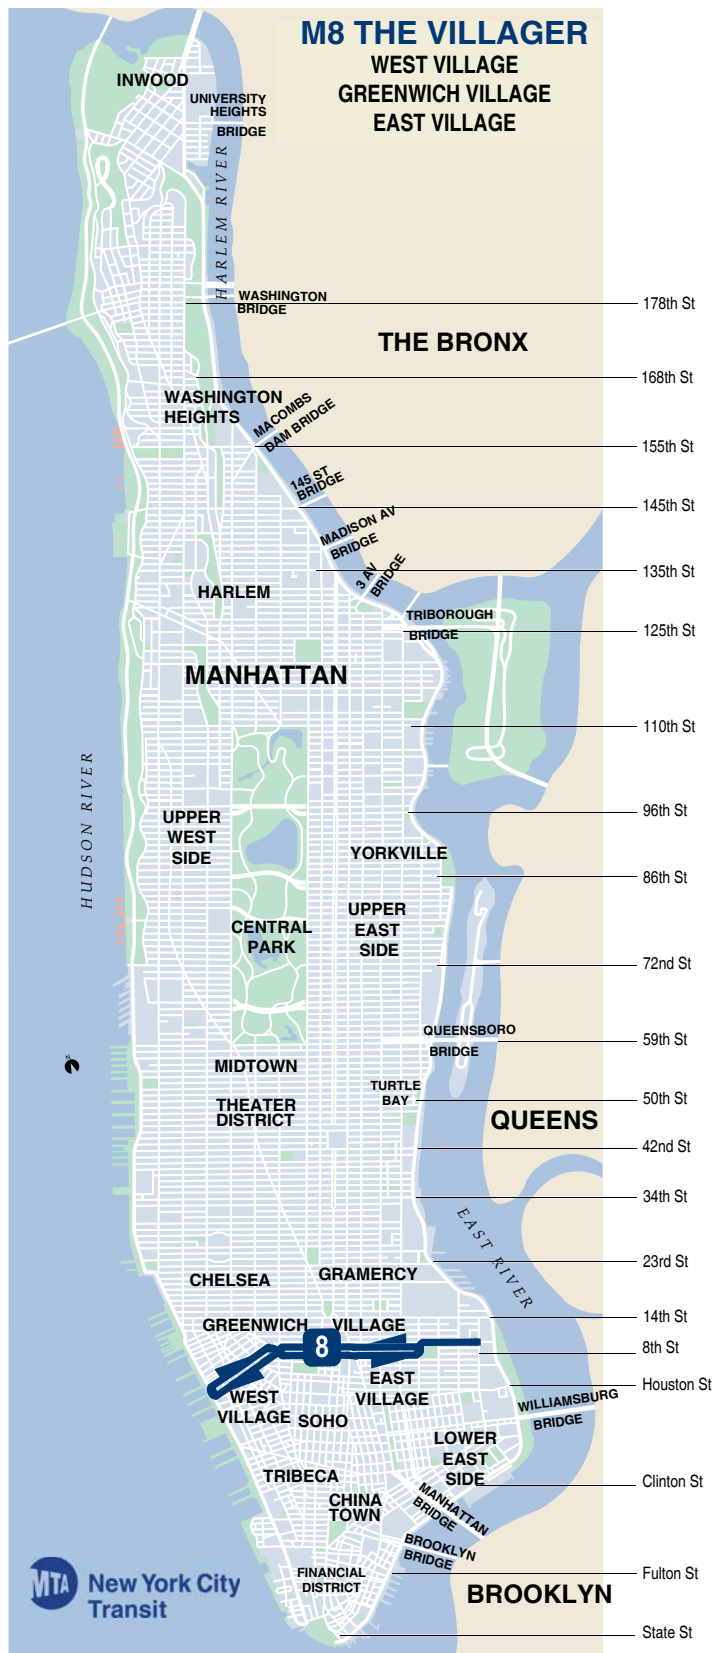 M8 THE VILLAGER
WEST VILLAGE
GREENWICH VILLAGE
EAST VILLAGE
INWOOD
UNIVERSITY
HEIGHTS
BRIDGE
HARLEM RIVER
WASHINGTON
BRIDGE
178th St
THE BRONX
168th St
WASHINGTON
HEIGHTS
MACOMBS
DAM BRIDGE
155th St
145 ST
BRIDGE
145th St
MADISON AV
BRIDGE
3 AV
BRIDGE
135th St
HARLEM
TRIBOROUGH
BRIDGE
125th St
MANHATTAN
110th St
HUDSON RIVER
UPPER
WEST
SIDE
96th St
YORKVILLE
86th St
UPPER
EAST
SIDE
CENTRAL
PARK
72nd St
QUEENSBORO
BRIDGE
59th St
N
MIDTOWN
TURTLE
BAY
50th St
THEATER
DISTRICT
QUEENS
42nd St
34th St
EAST RIVER
23rd St
CHELSEA
GRAMERCY
14th St
GREENWICH VILLAGE
8
8th St
EAST
VILLAGE
Houston St
WEST
VILLAGE
WILLIAMSBURG
BRIDGE
SOHO
LOWER
EAST
SIDE
TRIBECA
Clinton St
CHINA
TOWN
MANHATTAN
BRIDGE
BROOKLYN
BRIDGE
FINANCIAL
DISTRICT
Fulton St
MTA
New York City
Transit
BROOKLYN
State St